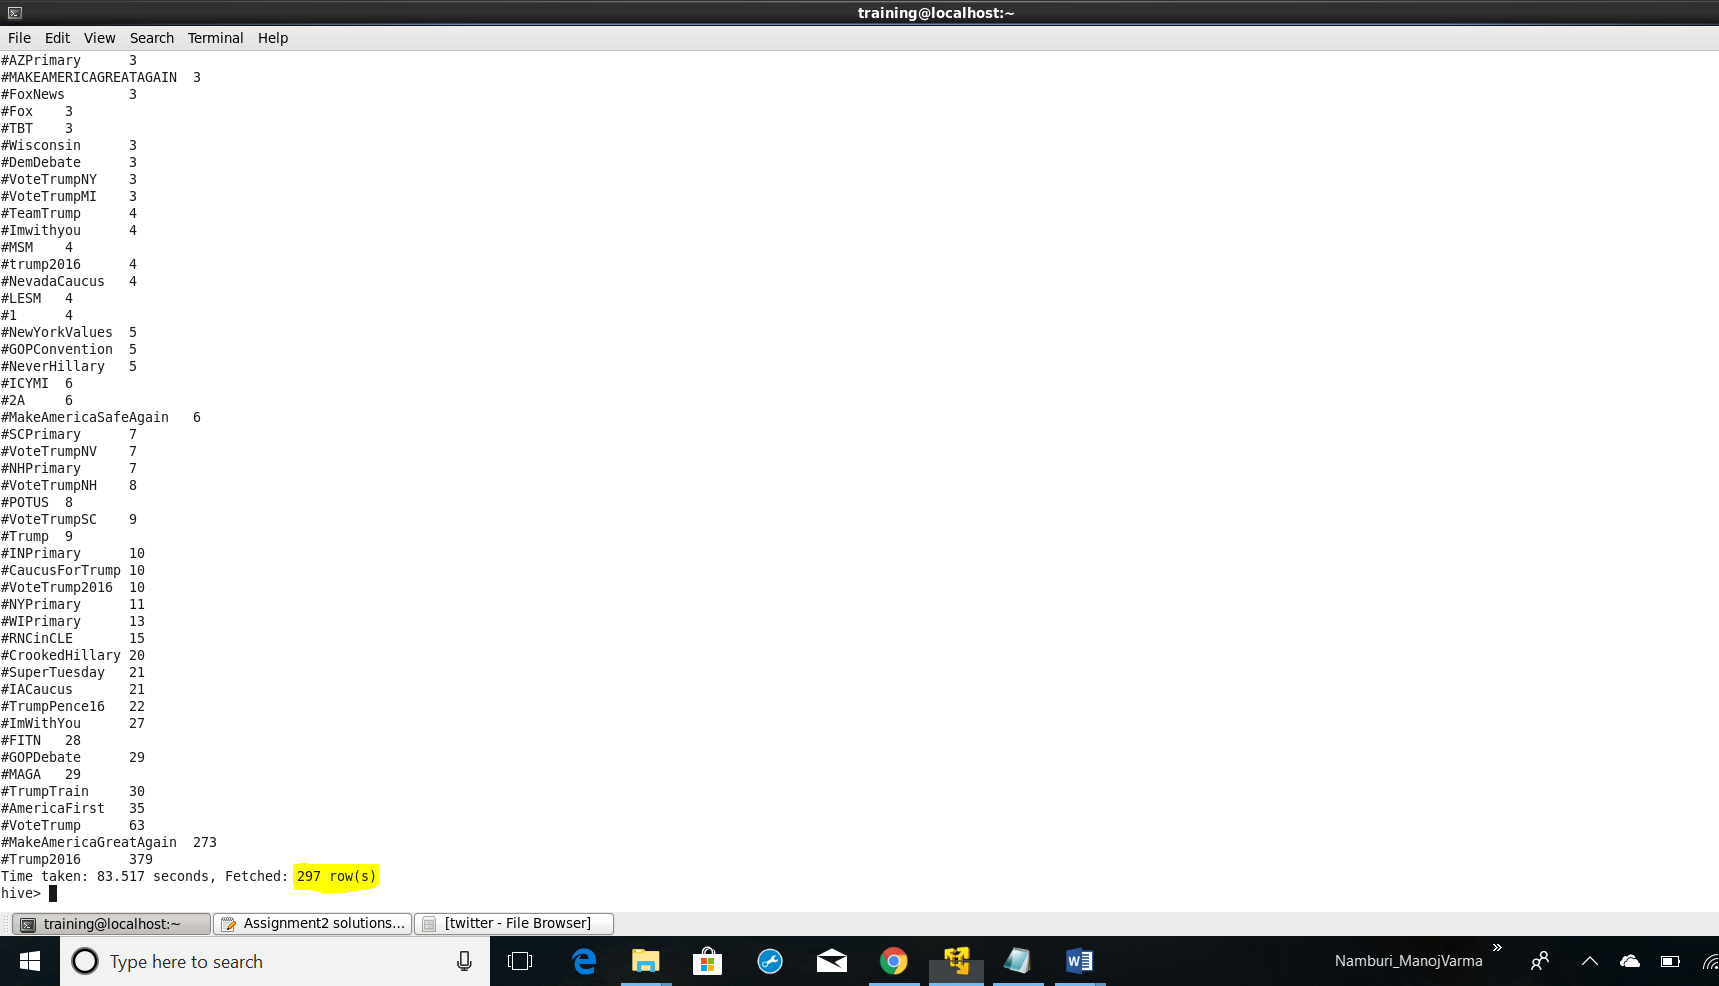 training@localhost:~
File Edit View Search Terminal Help
#AZPrimary 3
#MAKEAMERICAGREATAGAIN 3
#FoxNews 3
#Fox 3
#TBT 3
#Wisconsin 3
#DemDebate 3
#VoteTrumpNY 3
#VoteTrumpMI 3
#TeamTrump 4
#Imwithyou 4
#MSM 4
#trump2016 4
#NevadaCaucus 4
#LESM 4
#1 4
#NewYorkValues 5
#GOPConvention 5
#NeverHillary 5
#ICYMI 6
#2A 6
#MakeAmericaSafeAgain 6
#SCPrimary 7
#VoteTrumpNV 7
#NHPrimary 7
#VoteTrumpNH 8
#POTUS 8
#VoteTrumpSC 9
#Trump 9
#INPrimary 10
#CaucusForTrump 10
#VoteTrump2016 10
#NYPrimary 11
#WIPrimary 13
#RNCinCLE 15
#CrookedHillary 20
#SuperTuesday 21
#IACaucus 21
#TrumpPence16 22
#ImWithYou 27
#FITN 28
#GOPDebate 29
#MAGA 29
#TrumpTrain 30
#AmericaFirst 35
#VoteTrump 63
#MakeAmericaGreatAgain 273
#Trump2016 379
Time taken: 83.517 seconds, Fetched: 297 row(s)
hive>
training@localhost:~ Assignment2 solutions... [twitter - File Browser]
Type here to search Namburi_ManojVarma